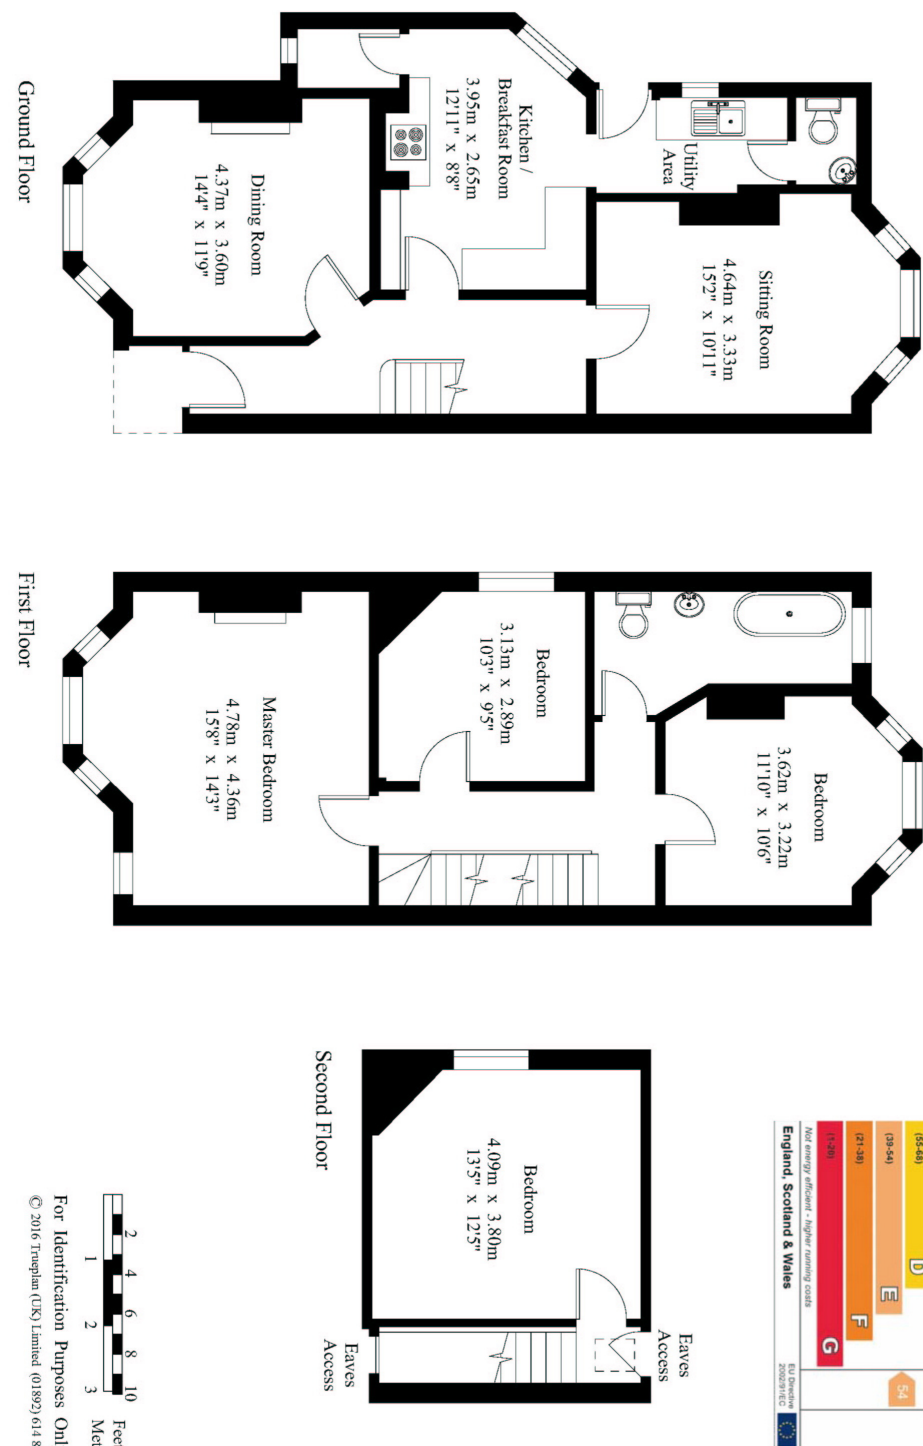 Ground Floor
Kitchen /
Breakfast Room
3.95m x 2.65m
12'11" x 8'8"
Utility
Area
Dining Room
4.37m x 3.60m
14'4" x 11'9"
Sitting Room
4.64m x 3.33m
15'2" x 10'11"
First Floor
Bedroom
3.13m x 2.89m
10'3" x 9'5"
Master Bedroom
4.78m x 4.36m
15'8" x 14'3"
Bedroom
3.62m x 3.22m
11'10" x 10'6"
Second Floor
Bedroom
4.09m x 3.80m
13'5" x 12'5"
Eaves
Access
Eaves
Access
(55-68) D
(39-54) E
54
(21-38) F
(1-20) G
Not energy efficient - higher running costs
England, Scotland & Wales
EU Directive
2002/91/EC
2 4 6 8 10
1 2 3
For Identification Purposes
© 2016 Trueplan (UK) Limited (01892) 614 8